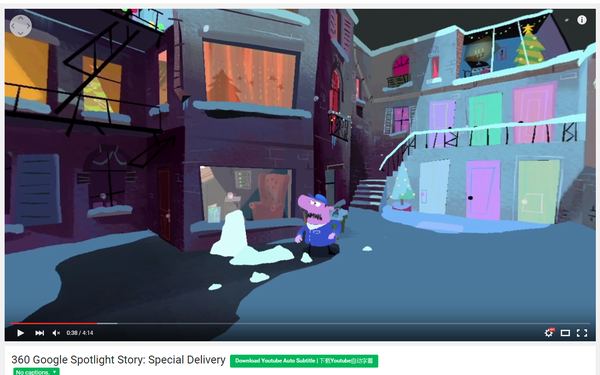 0:38 / 4:14
360 Google Spotlight Story: Special Delivery
Download Youtube Auto Subtitle | 下载Youtube自动字幕
No captions.